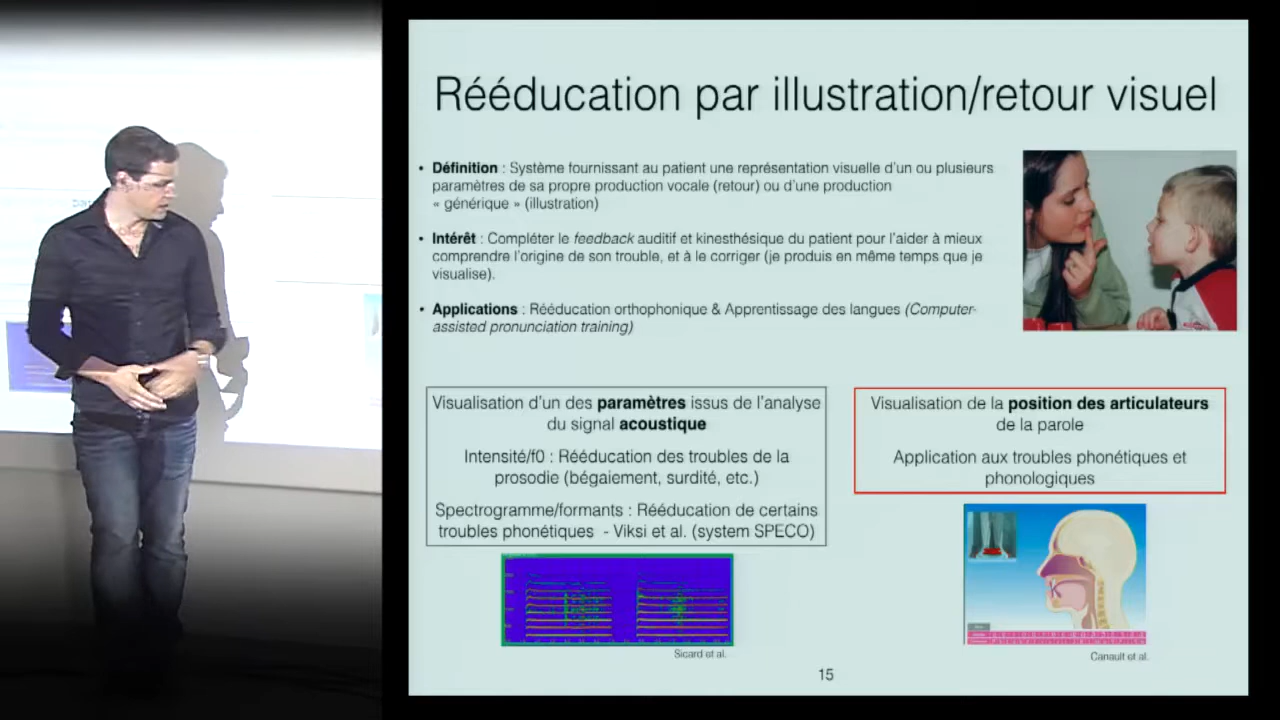 Rééducation par illustration/retour visuel
• Définition : Système fournissant au patient une représentation visuelle d'un ou plusieurs
paramètres de sa propre production vocale (retour) ou d'une production
« générique » (illustration)
• Intérêt : Compléter le feedback auditif et kinesthésique du patient pour l'aider à mieux
comprendre l'origine de son trouble, et à le corriger (je produis en même temps que je
visualise).
• Applications : Rééducation orthophonique & Apprentissage des langues (Computer-
assisted pronunciation training)
Visualisation d'un des paramètres issus de l'analyse
du signal acoustique
Intensité/f0 : Rééducation des troubles de la
prosodie (bégaiement, surdité, etc.)
Spectrogramme/formants : Rééducation de certains
troubles phonétiques - Viksi et al. (system SPECO)
Sicard et al.
Visualisation de la position des articulateurs
de la parole
Application aux troubles phonétiques et
phonologiques
Canault et al.
15